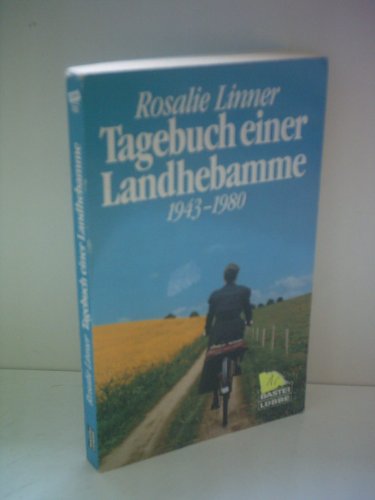 Rosalie Linner
Tagebuch einer
Landhebamme
1943–1980
BASTEI
LÜBBE
Rosalie Linner Tagebuch einer Landhebamme